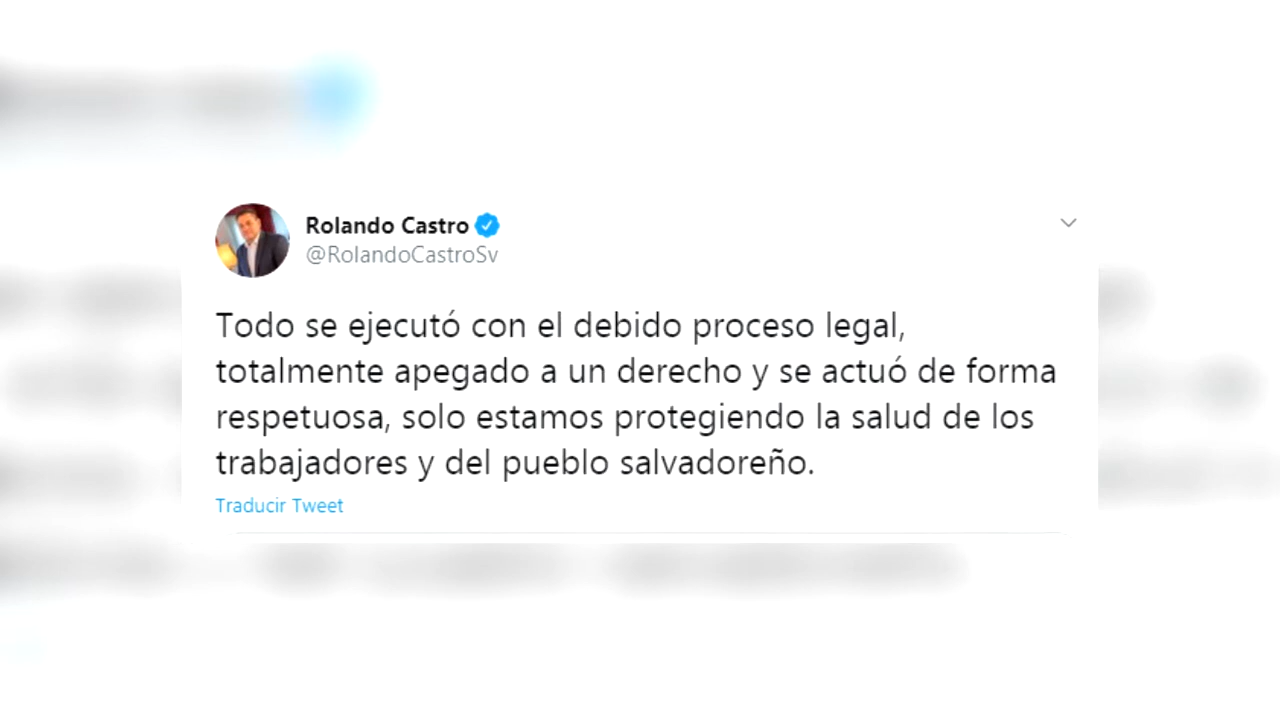 Rolando Castro
@RolandoCastroSv
Todo se ejecutó con el debido proceso legal,
totalmente apegado a un derecho y se actuó de forma
respetuosa, solo estamos protegiendo la salud de los
trabajadores y del pueblo salvadoreño.
Traducir Tweet